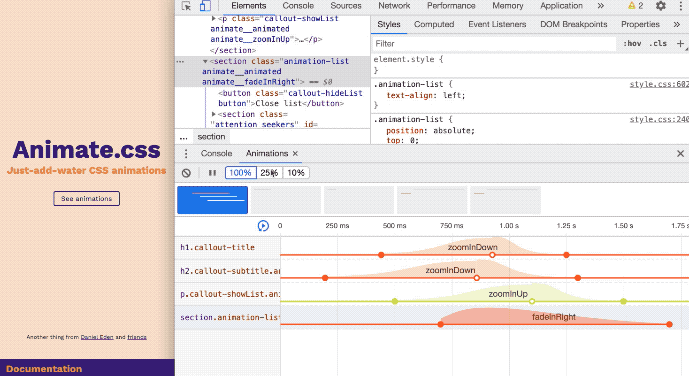 Elements Console Sources Network Performance Memory Application » 2
<p class="callout-showList
animate__animated
animate__zoomInUp">…</p>
</section>
<section class="animation-list
animate__animated
animate__fadeInRight"> == $0
<button class="callout-hideList
button">Close list</button>
<section class=
"attention_seekers" id=
... section
Styles Computed Event Listeners DOM Breakpoints Properties »
Filter :hov .cls +
element.style {
}
.animation-list { style.css:602
text-align: left;
}
.animation-list { style.css:240
position: absolute;
top: 0;
Animate.css
Just-add-water CSS animations
See animations
Another thing from Daniel Eden and friends
Documentation
Console Animations ×
100% 25% 10%
0 250 ms 500 ms 750 ms 1.00 s 1.25 s 1.50 s 1.75 s
h1.callout-title zoomInDown
h2.callout-subtitle.an zoomInDown
p.callout-showList.ani zoomInUp
section.animation-list fadeInRight